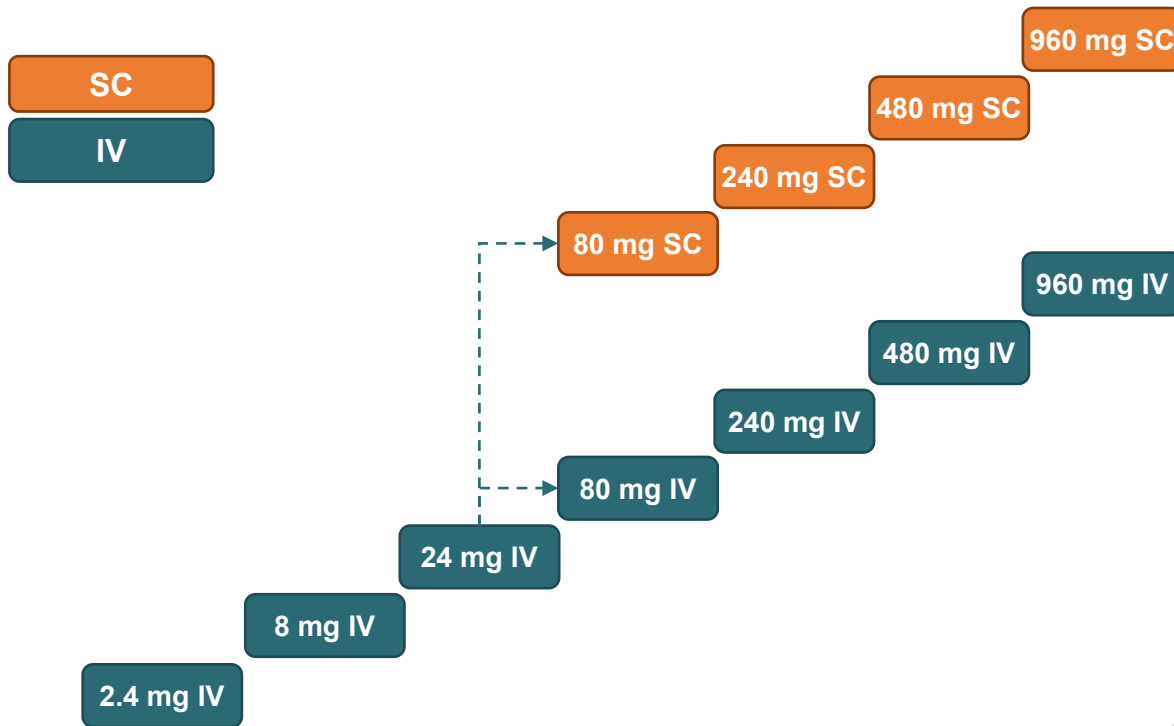 960 mg SC
SC
480 mg SC
IV
240 mg SC
80 mg SC
960 mg IV
480 mg IV
240 mg IV
80 mg IV
24 mg IV
8 mg IV
2.4 mg IV